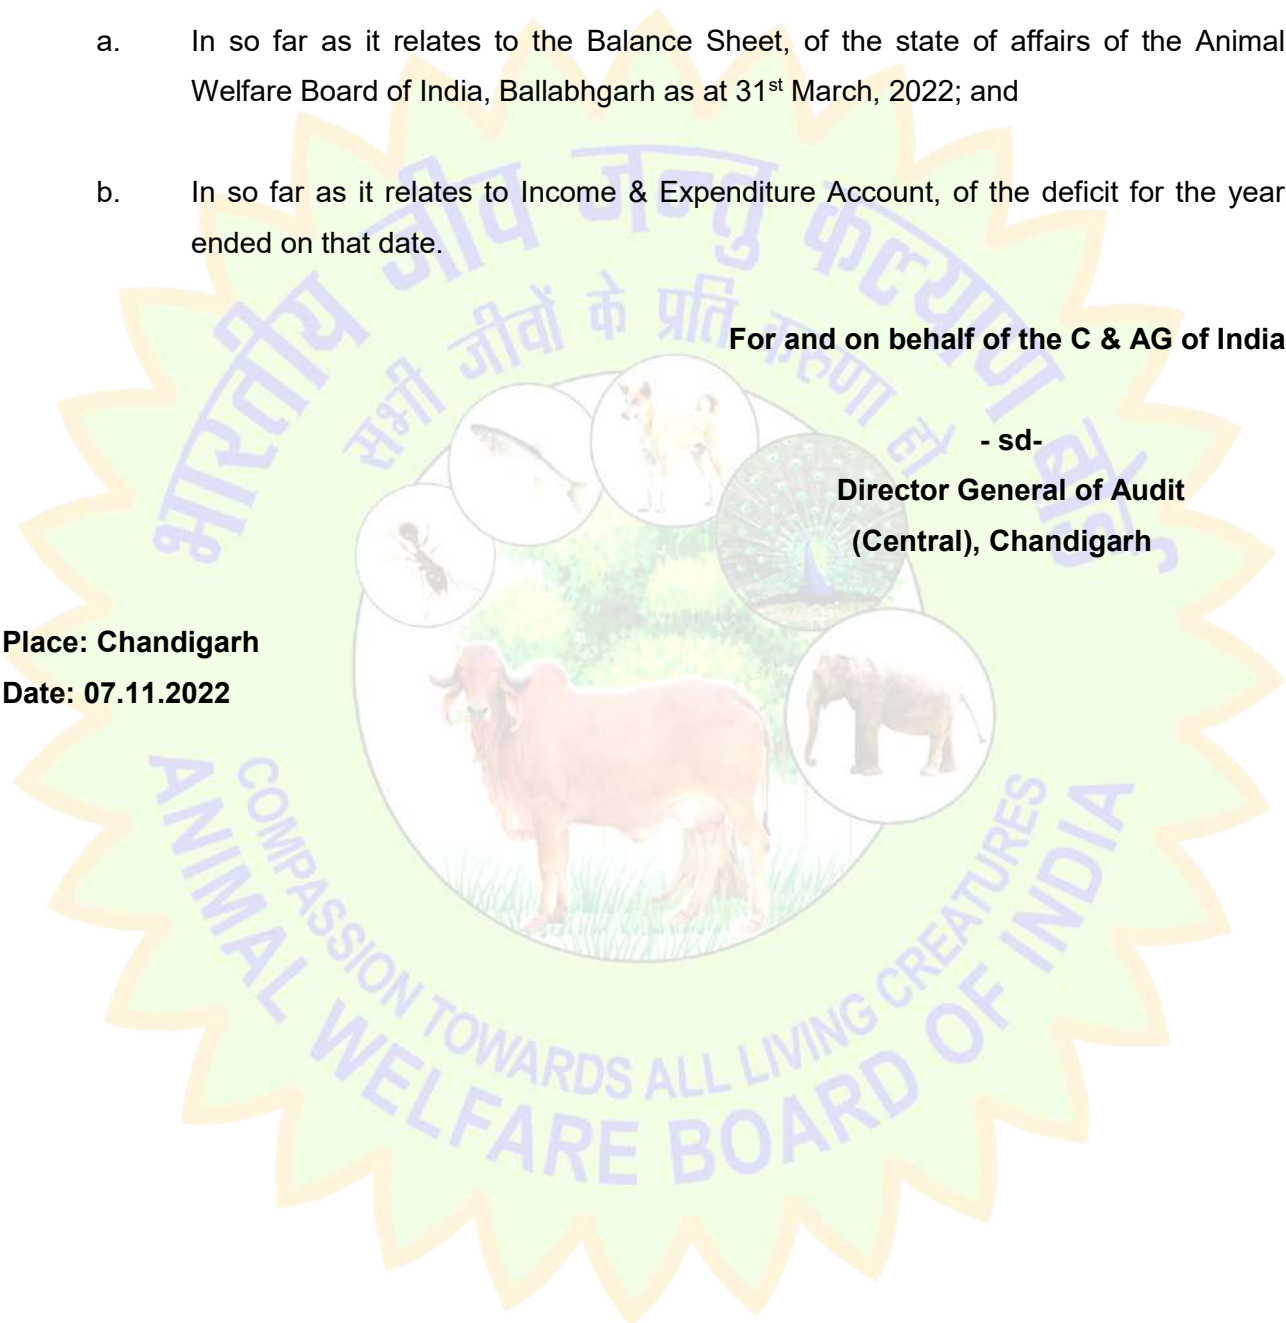 a. In so far as it relates to the Balance Sheet, of the state of affairs of the Animal
Welfare Board of India, Ballabhgarh as at 31st March, 2022; and
b. In so far as it relates to Income & Expenditure Account, of the deficit for the year
ended on that date.
For and on behalf of the C & AG of India
- sd-
Director General of Audit
(Central), Chandigarh
Place: Chandigarh
Date: 07.11.2022
भारतीय जीव जन्तु कल्याण बोर्ड
सभी जीवों के प्रति करुणा हो
COMPASSION TOWARDS ALL LIVING CREATURES
ANIMAL WELFARE BOARD OF INDIA